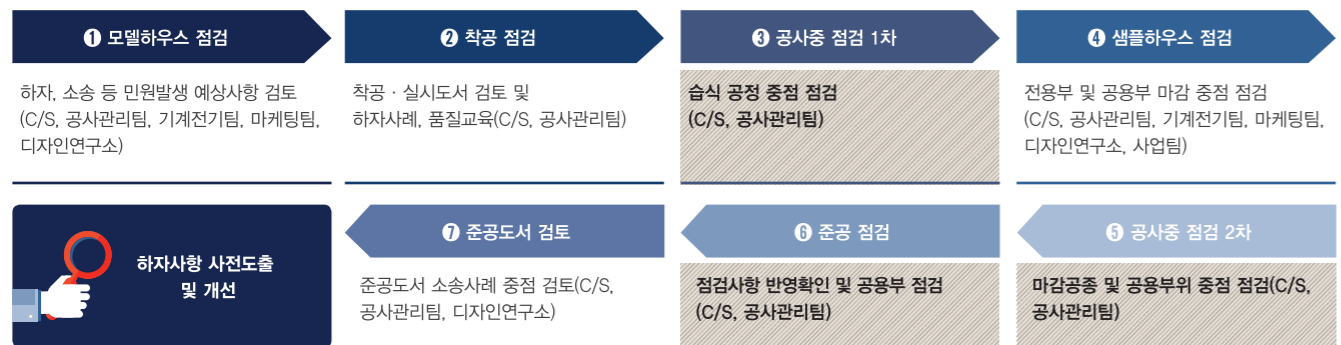 ❶ 모델하우스 점검
하자, 소송 등 민원발생 예상사항 검토
(C/S, 공사관리팀, 기계전기팀, 마케팅팀,
디자인연구소)
❷ 착공 점검
착공 · 실시도서 검토 및
하자사례, 품질교육(C/S, 공사관리팀)
❸ 공사중 점검 1차
습식 공정 중점 점검
(C/S, 공사관리팀)
❹ 샘플하우스 점검
전용부 및 공용부 마감 중점 점검
(C/S, 공사관리팀, 기계전기팀, 마케팅팀,
디자인연구소, 사업팀)
❺ 공사중 점검 2차
마감공종 및 공용부위 중점 점검(C/S,
공사관리팀)
❻ 준공 점검
점검사항 반영확인 및 공용부 점검
(C/S, 공사관리팀)
❼ 준공도서 검토
준공도서 소송사례 중점 검토(C/S,
공사관리팀, 디자인연구소)
하자사항 사전도출
및 개선